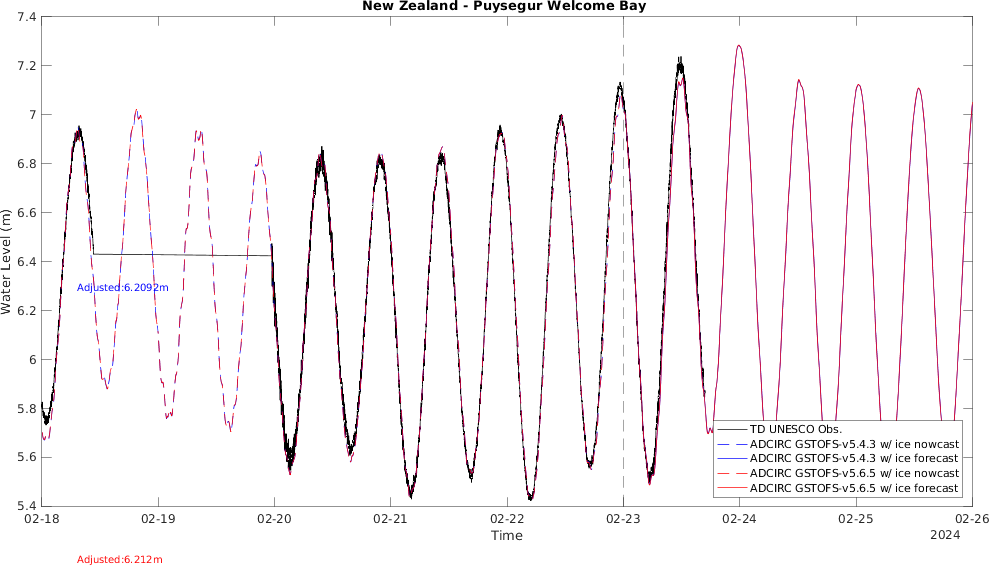 New Zealand - Puysegur Welcome Bay
7.4
7.2
7
6.8
6.6
6.4
6.2
6
5.8
5.6
5.4
Water Level (m)
Adjusted:6.2092m
TD UNESCO Obs.
ADCIRC GSTOFS-v5.4.3 w/ ice nowcast
ADCIRC GSTOFS-v5.4.3 w/ ice forecast
ADCIRC GSTOFS-v5.6.5 w/ ice nowcast
ADCIRC GSTOFS-v5.6.5 w/ ice forecast
02-18 02-19 02-20 02-21 02-22 02-23 02-24 02-25 02-26
Time
2024
Adjusted:6.212m